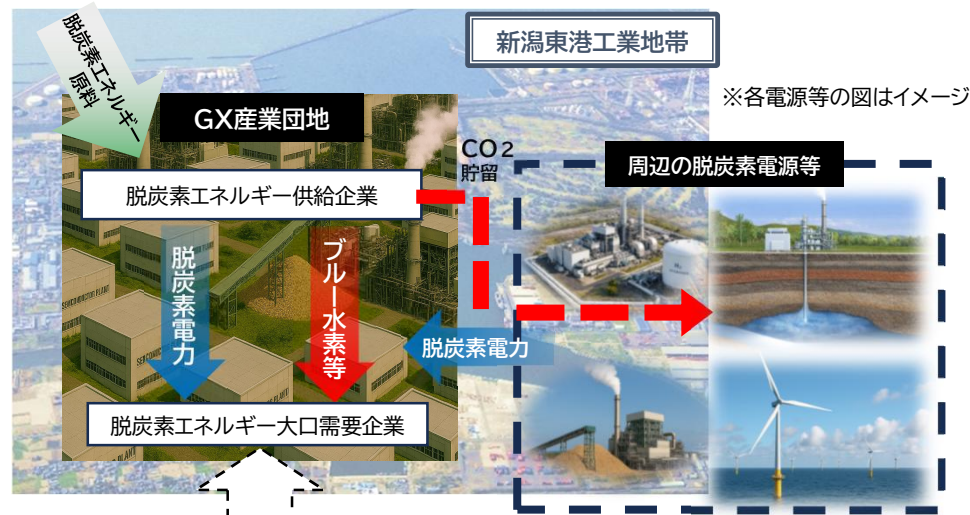 新潟東港工業地帯
※各電源等の図はイメージ
脱炭素エネルギー
原料
GX産業団地
CO2
貯留
周辺の脱炭素電源等
脱炭素エネルギー供給企業
脱炭素電力
ブルー水素等
脱炭素電力
脱炭素エネルギー大口需要企業